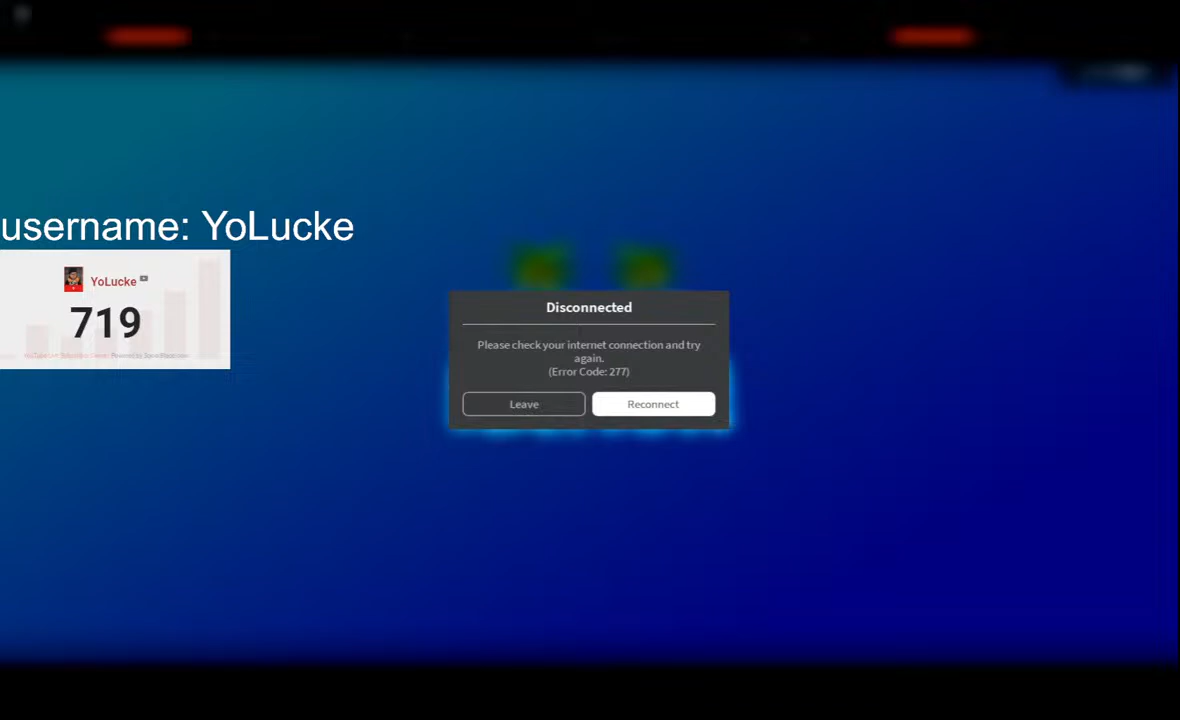 username: YoLucke
YoLucke
719
Disconnected
Please check your internet connection and try
again.
(Error Code: 277)
Leave
Reconnect